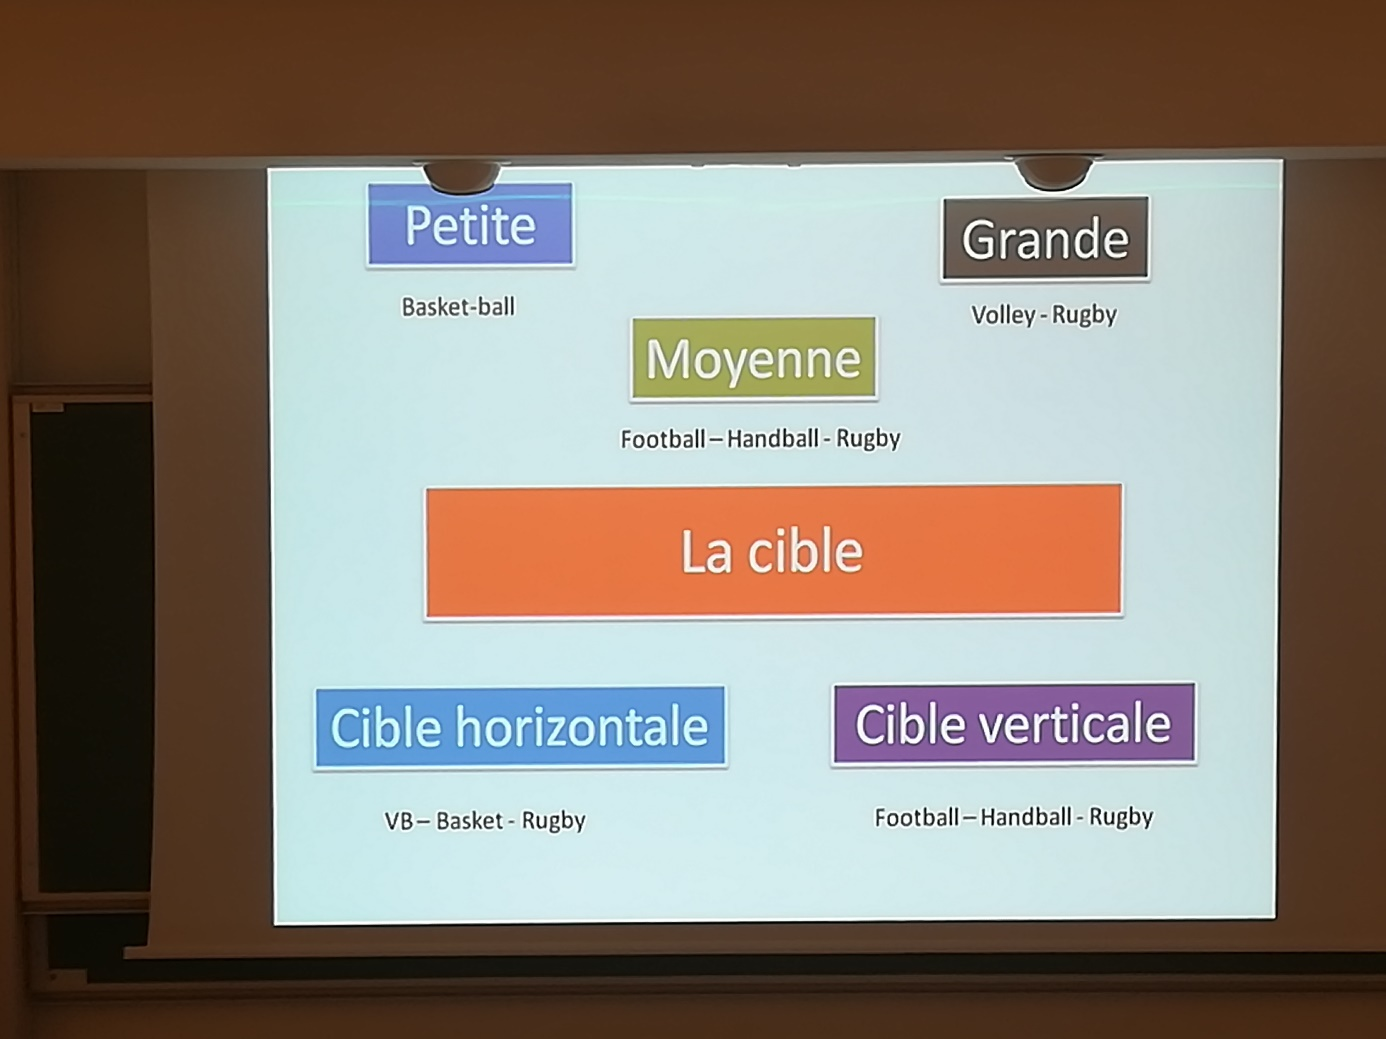 Petite
Grande
Basket-ball
Volley - Rugby
Moyenne
Football – Handball - Rugby
La cible
Cible horizontale
Cible verticale
VB – Basket - Rugby
Football – Handball - Rugby